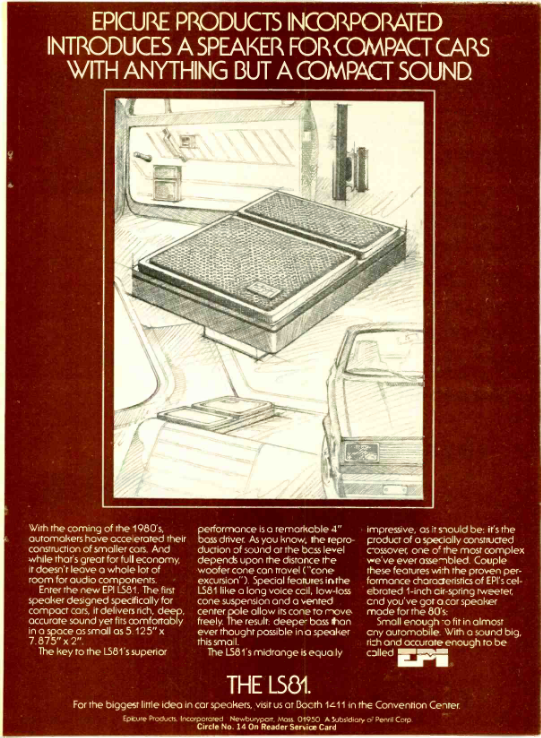 EPICURE PRODUCTS INCORPORATED
INTRODUCES A SPEAKER FOR COMPACT CARS
WITH ANYTHING BUT A COMPACT SOUND.
With the coming of the 1980's,
automakers have accelerated their
construction of smaller cars. And
while that's great for fuel economy,
it doesn't leave a whole lot of
room for audio components.
Enter the new EPI LS81. The first
speaker designed specifically for
compact cars, it delivers rich, deep,
accurate sound yet fits comfortably
in a space as small as 5.125" x
7.875" x 2".
The key to the LS81's superior
performance is a remarkable 4"
bass driver. As you know, the repro-
duction of sound at the bass level
depends upon the distance the
woofer cone can travel ("cone
excursion"). Special features in the
LS81 like a long voice coil, low-loss
cone suspension and a vented
center pole allow its cone to move
freely. The result: deeper bass than
ever thought possible in a speaker
this small.
The LS81's midrange is equally
impressive, as it should be: it's the
product of a specially constructed
crossover, one of the most complex
we've ever assembled. Couple
these features with the proven per-
formance characteristics of EPI's cel-
ebrated 1-inch air-spring tweeter,
and you've got a car speaker
made for the 80's.
Small enough to fit in almost
any automobile. With a sound big,
rich and accurate enough to be
called EPI
THE LS81.
For the biggest little idea in car speakers, visit us at Booth 1411 in the Convention Center.
Epicure Products, Incorporated Newburyport, Mass. 01950 A Subsidiary of Penril Corp.
Circle No. 14 On Reader Service Card